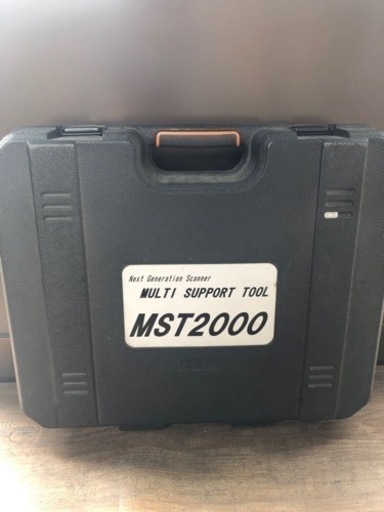 Next Generation Scanner
MULTI SUPPORT TOOL
MST2000